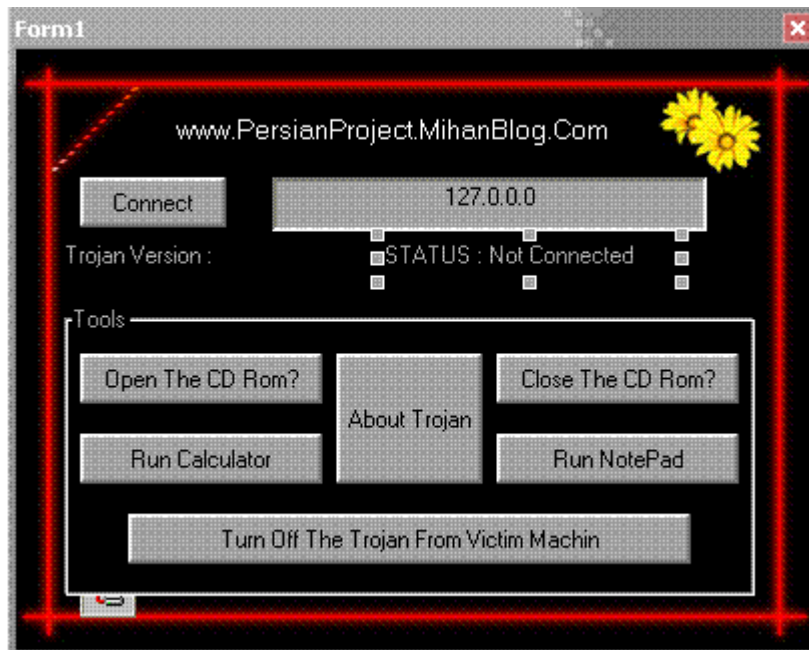 Form1
www.PersianProject.MihanBlog.Com
Connect
127.0.0.0
Trojan Version :
STATUS : Not Connected
Tools
Open The CD Rom?
About Trojan
Close The CD Rom?
Run Calculator
Run NotePad
Turn Off The Trojan From Victim Machin